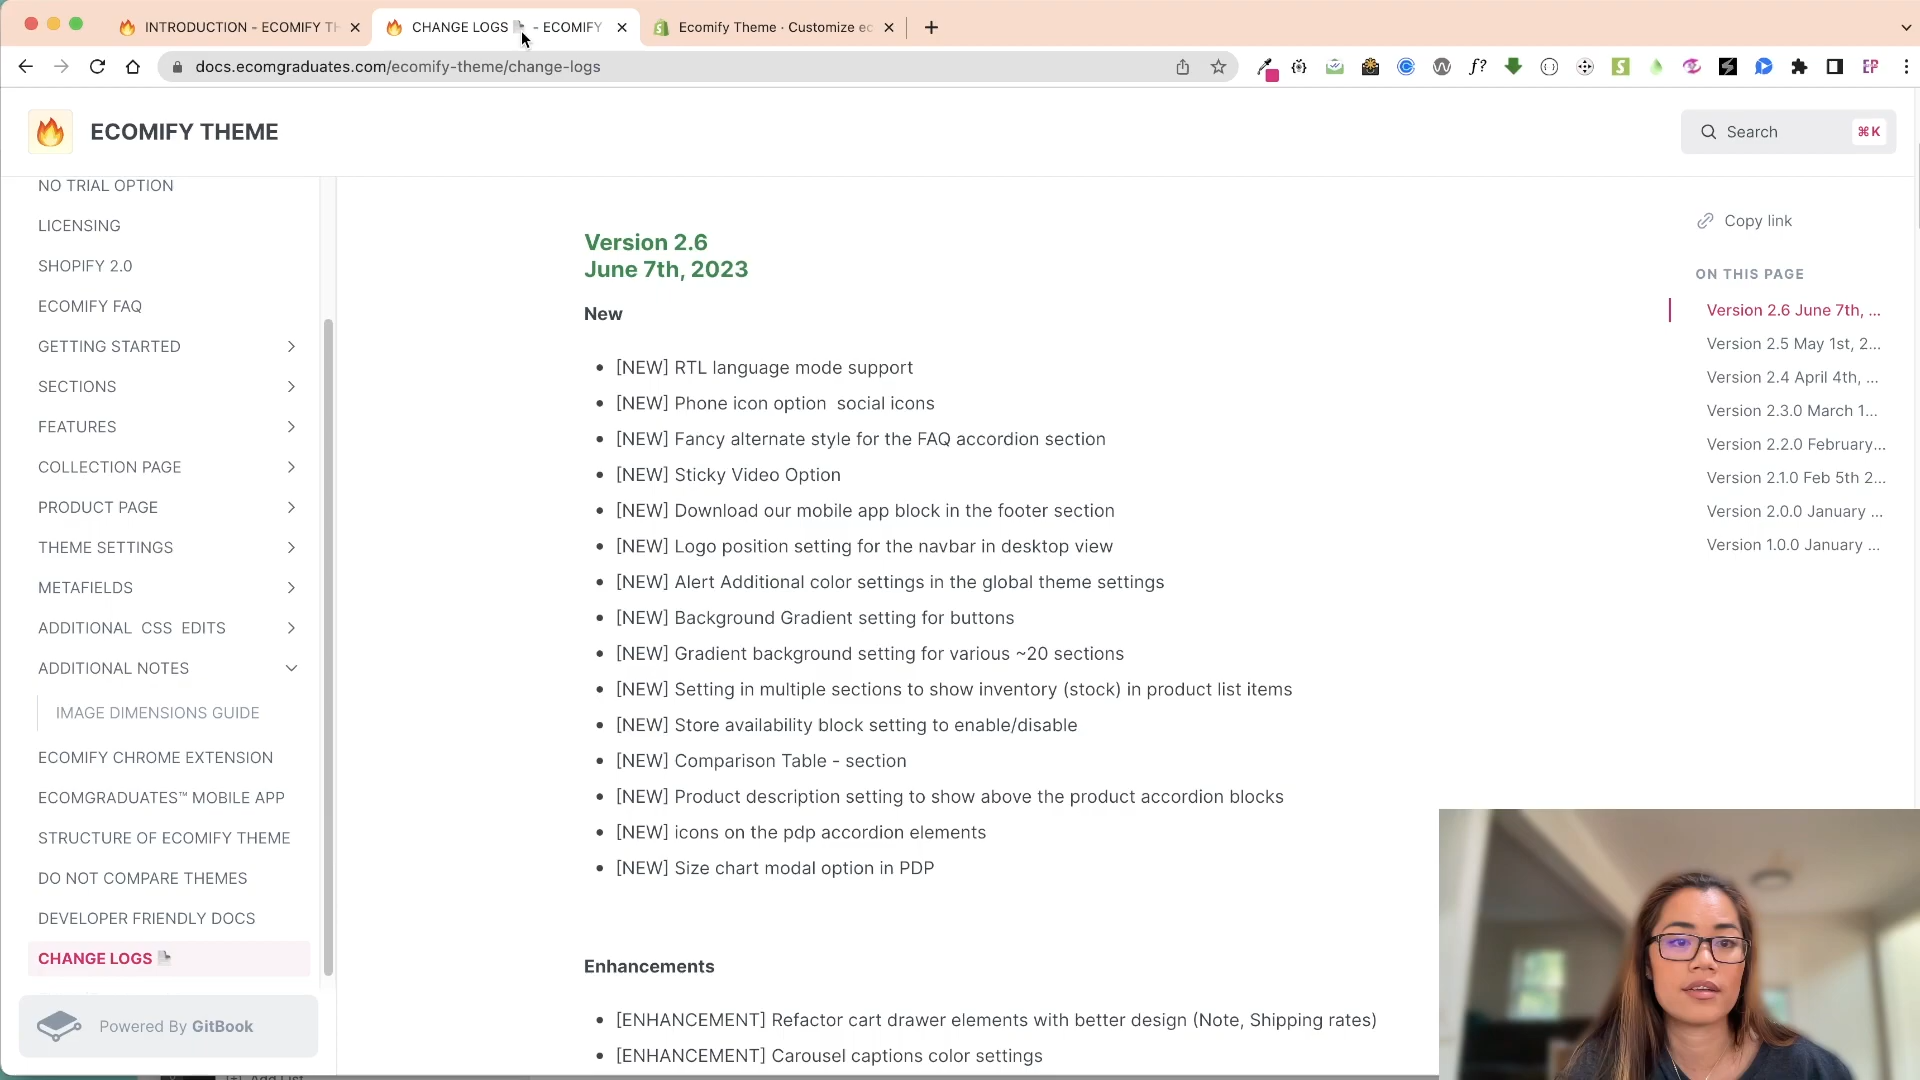 INTRODUCTION - ECOMIFY TH
CHANGE LOGS - ECOMIFY
Ecomify Theme · Customize ec
docs.ecomgraduates.com/ecomify-theme/change-logs
f?
EP
ECOMIFY THEME
Search
⌘K
NO TRIAL OPTION
LICENSING
SHOPIFY 2.0
ECOMIFY FAQ
GETTING STARTED
SECTIONS
FEATURES
COLLECTION PAGE
PRODUCT PAGE
THEME SETTINGS
METAFIELDS
ADDITIONAL CSS EDITS
ADDITIONAL NOTES
IMAGE DIMENSIONS GUIDE
ECOMIFY CHROME EXTENSION
ECOMGRADUATES™ MOBILE APP
STRUCTURE OF ECOMIFY THEME
DO NOT COMPARE THEMES
DEVELOPER FRIENDLY DOCS
CHANGE LOGS
Powered By GitBook
Version 2.6
June 7th, 2023
New
• [NEW] RTL language mode support
• [NEW] Phone icon option social icons
• [NEW] Fancy alternate style for the FAQ accordion section
• [NEW] Sticky Video Option
• [NEW] Download our mobile app block in the footer section
• [NEW] Logo position setting for the navbar in desktop view
• [NEW] Alert Additional color settings in the global theme settings
• [NEW] Background Gradient setting for buttons
• [NEW] Gradient background setting for various ~20 sections
• [NEW] Setting in multiple sections to show inventory (stock) in product list items
• [NEW] Store availability block setting to enable/disable
• [NEW] Comparison Table - section
• [NEW] Product description setting to show above the product accordion blocks
• [NEW] icons on the pdp accordion elements
• [NEW] Size chart modal option in PDP
Enhancements
• [ENHANCEMENT] Refactor cart drawer elements with better design (Note, Shipping rates)
• [ENHANCEMENT] Carousel captions color settings
Copy link
ON THIS PAGE
Version 2.6 June 7th, ...
Version 2.5 May 1st, 2...
Version 2.4 April 4th, ...
Version 2.3.0 March 1...
Version 2.2.0 February...
Version 2.1.0 Feb 5th 2...
Version 2.0.0 January ...
Version 1.0.0 January ...